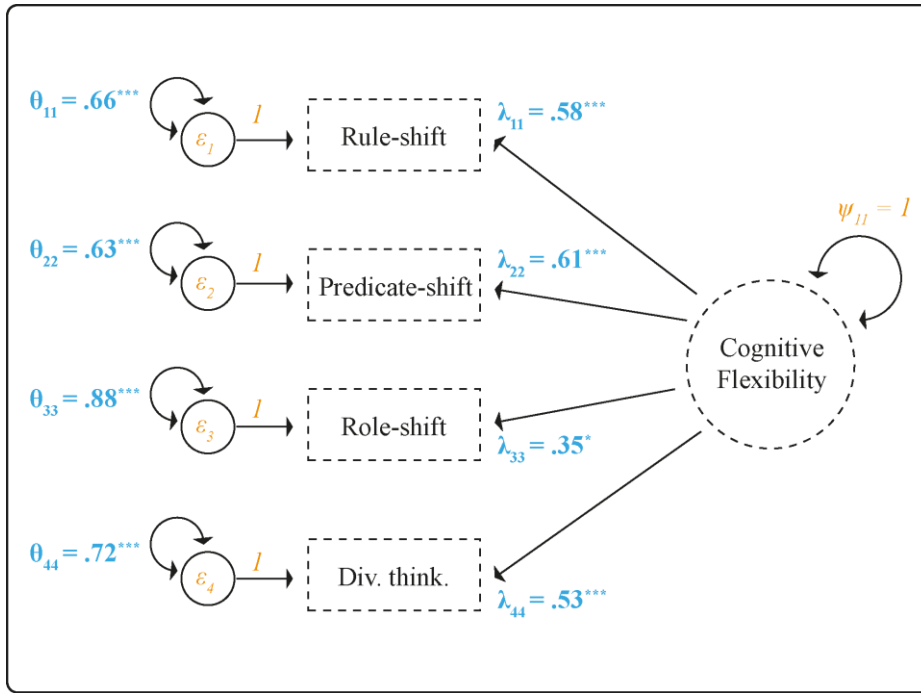 θ₁₁ = .66***
ε₁
1
Rule-shift
λ₁₁ = .58***
ψ₁₁ = 1
θ₂₂ = .63***
ε₂
1
Predicate-shift
λ₂₂ = .61***
Cognitive
Flexibility
θ₃₃ = .88***
ε₃
1
Role-shift
λ₃₃ = .35*
θ₄₄ = .72***
ε₄
1
Div. think.
λ₄₄ = .53***